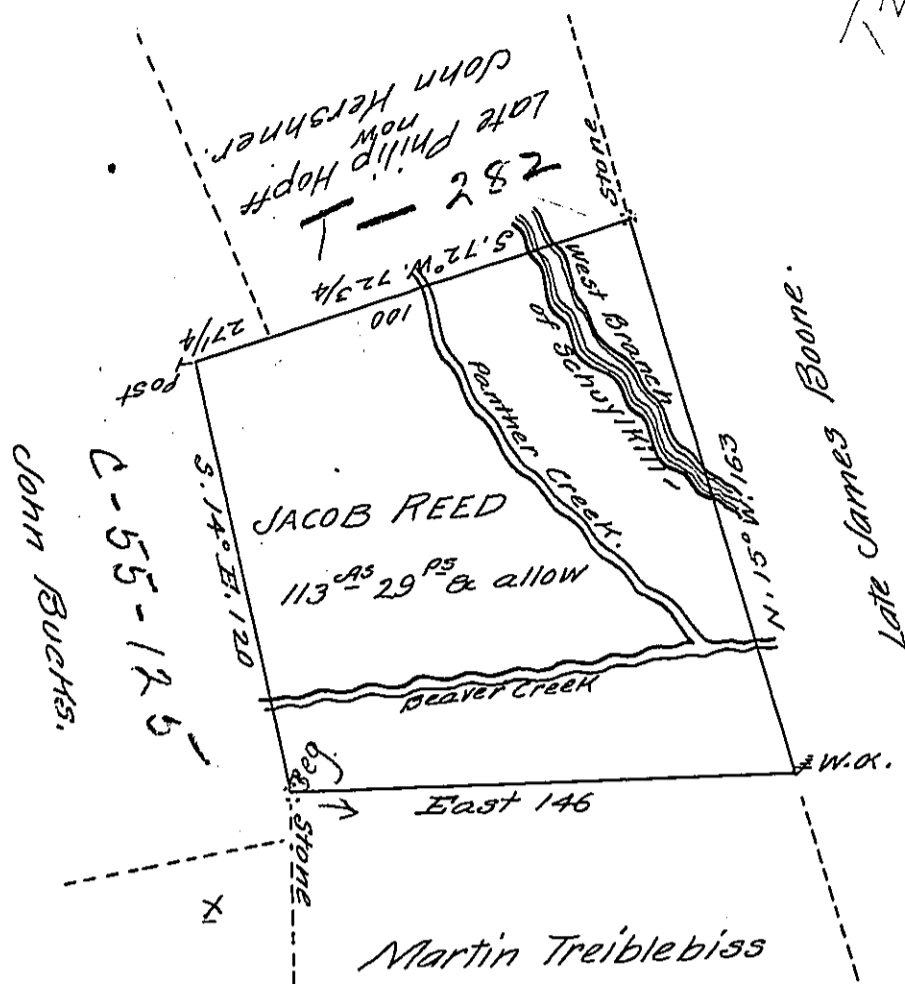 John Hershner.
now
Late Philip Hopff
282 - T
Stone
S. 72° W. 72 3/4
27 1/4
100
Post
West Branch
of Schuylkill
Panther Creek.
N. 15° W. 163
Late James Boone.
S. 14° E. 120
John Bucks.
C-55-125
JACOB REED
113 As 29 Ps & allow
Beaver Creek
Beg
W.O.
East 146
Stone
Martin Treiblebiss